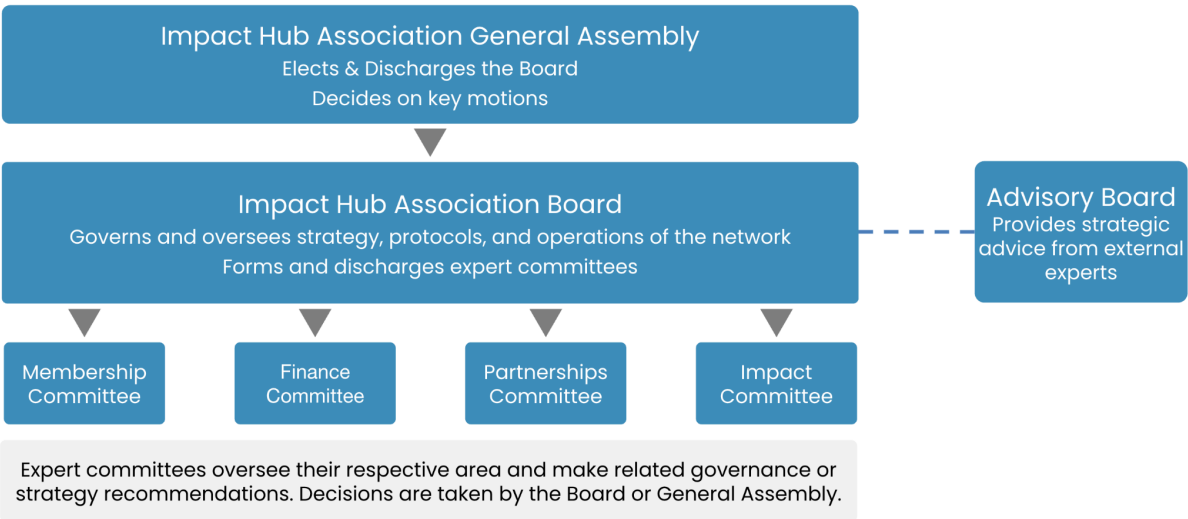 Impact Hub Association General Assembly
Elects & Discharges the Board
Decides on key motions
Impact Hub Association Board
Governs and oversees strategy, protocols, and operations of the network
Forms and discharges expert committees
Advisory Board
Provides strategic
advice from external
experts
Membership
Committee
Finance
Committee
Partnerships
Committee
Impact
Committee
Expert committees oversee their respective area and make related governance or
strategy recommendations. Decisions are taken by the Board or General Assembly.